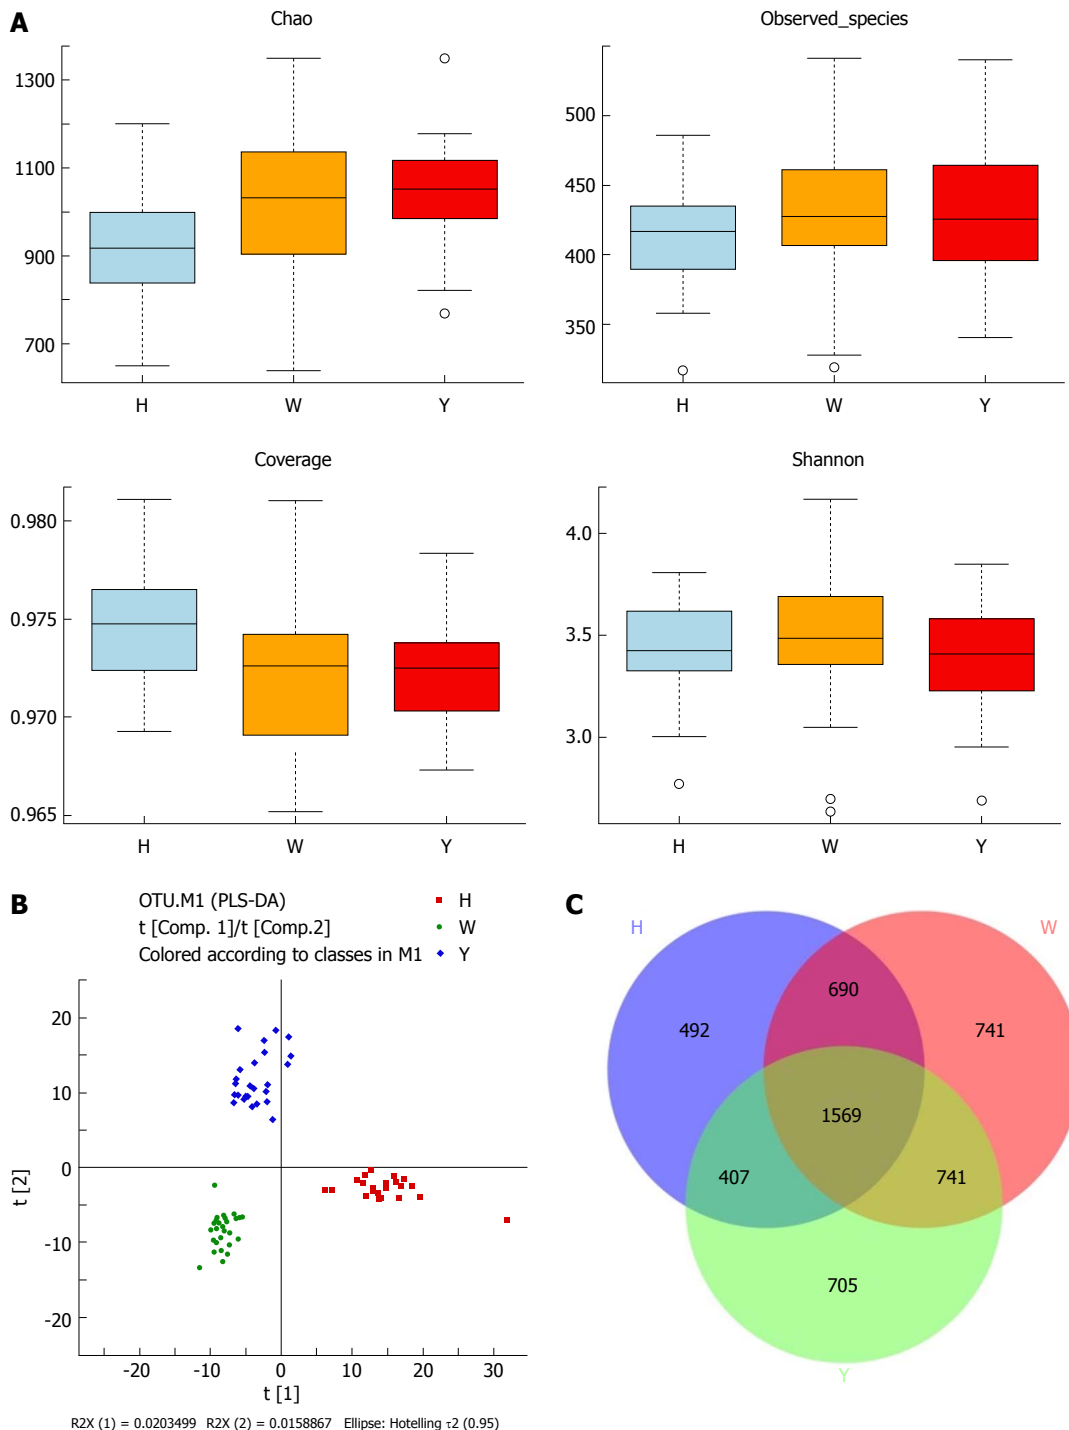 A
Chao
1300
1100
900
700
H W Y
Observed_species
500
450
400
350
H W Y
Coverage
0.980
0.975
0.970
0.965
H W Y
Shannon
4.0
3.5
3.0
H W Y
B
OTU.M1 (PLS-DA)
t [Comp. 1]/t [Comp.2]
Colored according to classes in M1
H
W
Y
20
10
0
-10
-20
t [2]
-20 -10 0 10 20 30
t [1]
R2X (1) = 0.0203499 R2X (2) = 0.0158867 Ellipse: Hotelling τ2 (0.95)
C
H W
690
492 741
1569
407 741
705
Y